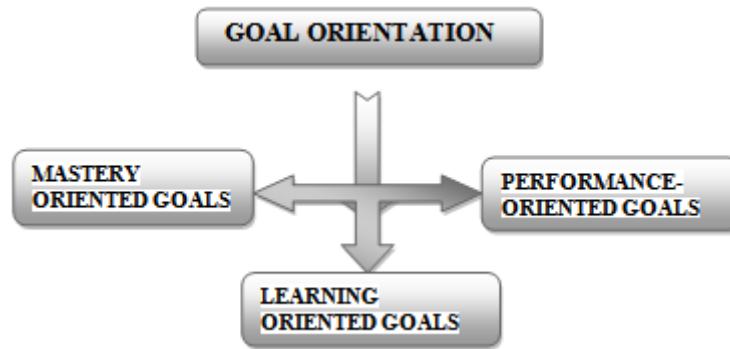 GOAL ORIENTATION
MASTERY
ORIENTED GOALS
PERFORMANCE-
ORIENTED GOALS
LEARNING
ORIENTED GOALS